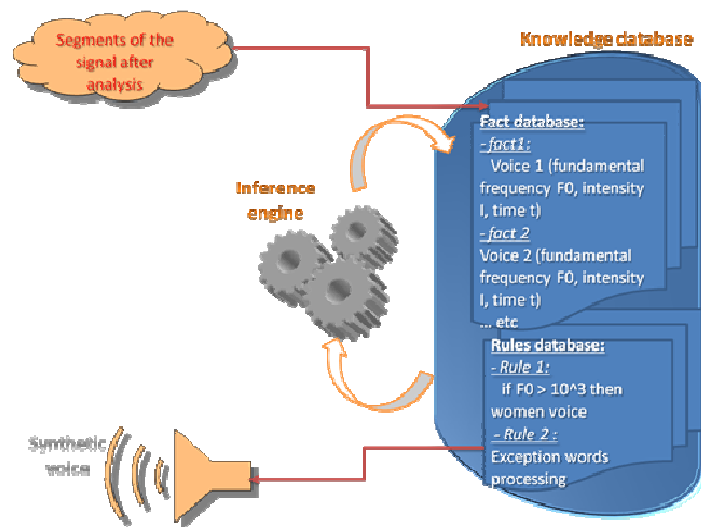 Segments of the
signal after
analysis
Knowledge database
Fact database:
- fact1:
Voice 1 (fundamental
frequency F0, intensity
I, time t)
- fact 2
Voice 2 (fundamental
frequency F0, intensity
I, time t)
... etc
Inference
engine
Rules database:
- Rule 1:
if F0 > 10^3 then
women voice
- Rule 2 :
Exception words
processing
Synthetic
voice